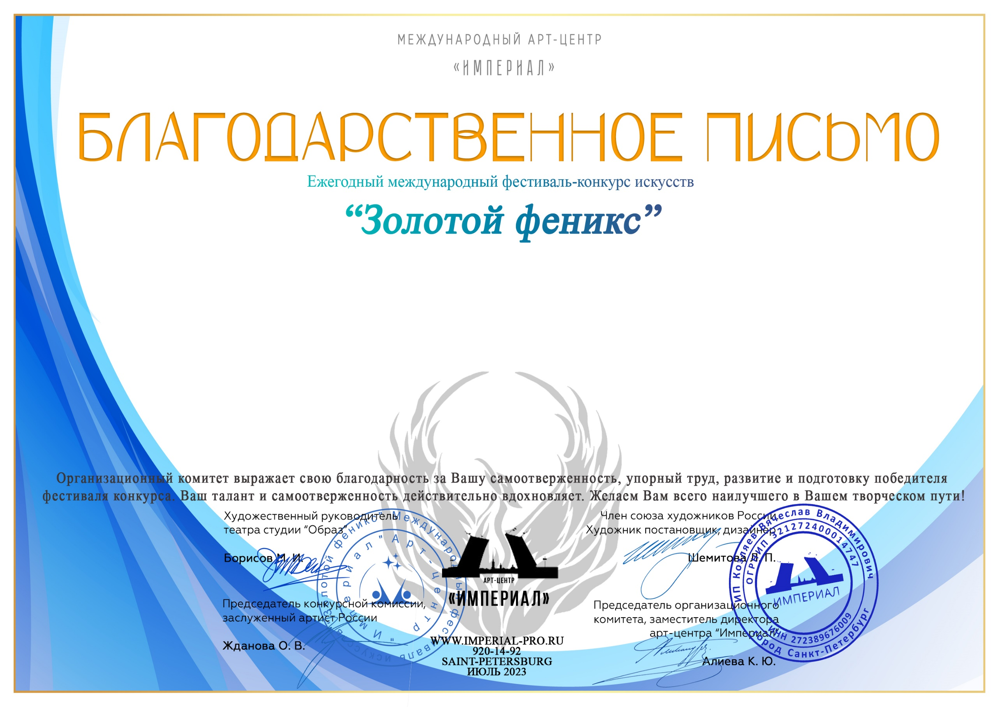 МЕЖДУНАРОДНЫЙ АРТ-ЦЕНТР
«ИМПЕРИАЛ»
БЛАГОДАРСТВЕННОЕ ПИСЬМО
Ежегодный международный фестиваль-конкурс искусств
“Золотой феникс”
Организационный комитет выражает свою благодарность за Вашу самоотверженность, упорный труд, развитие и подготовку победителя
фестиваля конкурса. Ваш талант и самоотверженность действительно вдохновляет. Желаем Вам всего наилучшего в Вашем творческом пути!
Художественный руководитель
театра студии “Образ”
Борисов М. И.
Председатель конкурсной комиссии,
заслуженный артист России
Жданова О. В.
"Золотой феникс" Международный фестиваль искусств
"Империал" Арт-центр
АРТ-ЦЕНТР
«ИМПЕРИАЛ»
WWW.IMPERIAL-PRO.RU
920-14-92
SAINT-PETERSBURG
ИЮЛЬ 2023
Член союза художников России,
Художник постановщик, дизайнер
Шемитова Л. П.
Председатель организационного
комитета, заместитель директора
арт-центра “Империал”
Алиева К. Ю.
ИП Козляев Вячеслав Владимирович
ОГРНИП 321272400014747
ИМПЕРИАЛ
ИНН 272389676009
город Санкт-Петербург